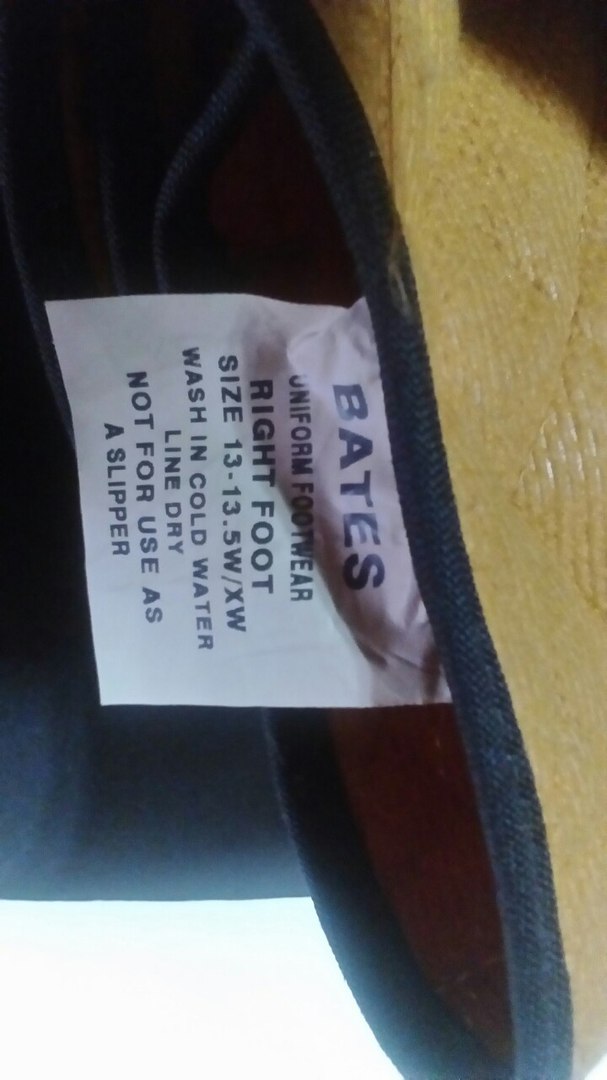 BATES
UNIFORM FOOTWEAR
RIGHT FOOT
SIZE 13-13.5W/XW
WASH IN COLD WATER
LINE DRY
NOT FOR USE AS
A SLIPPER